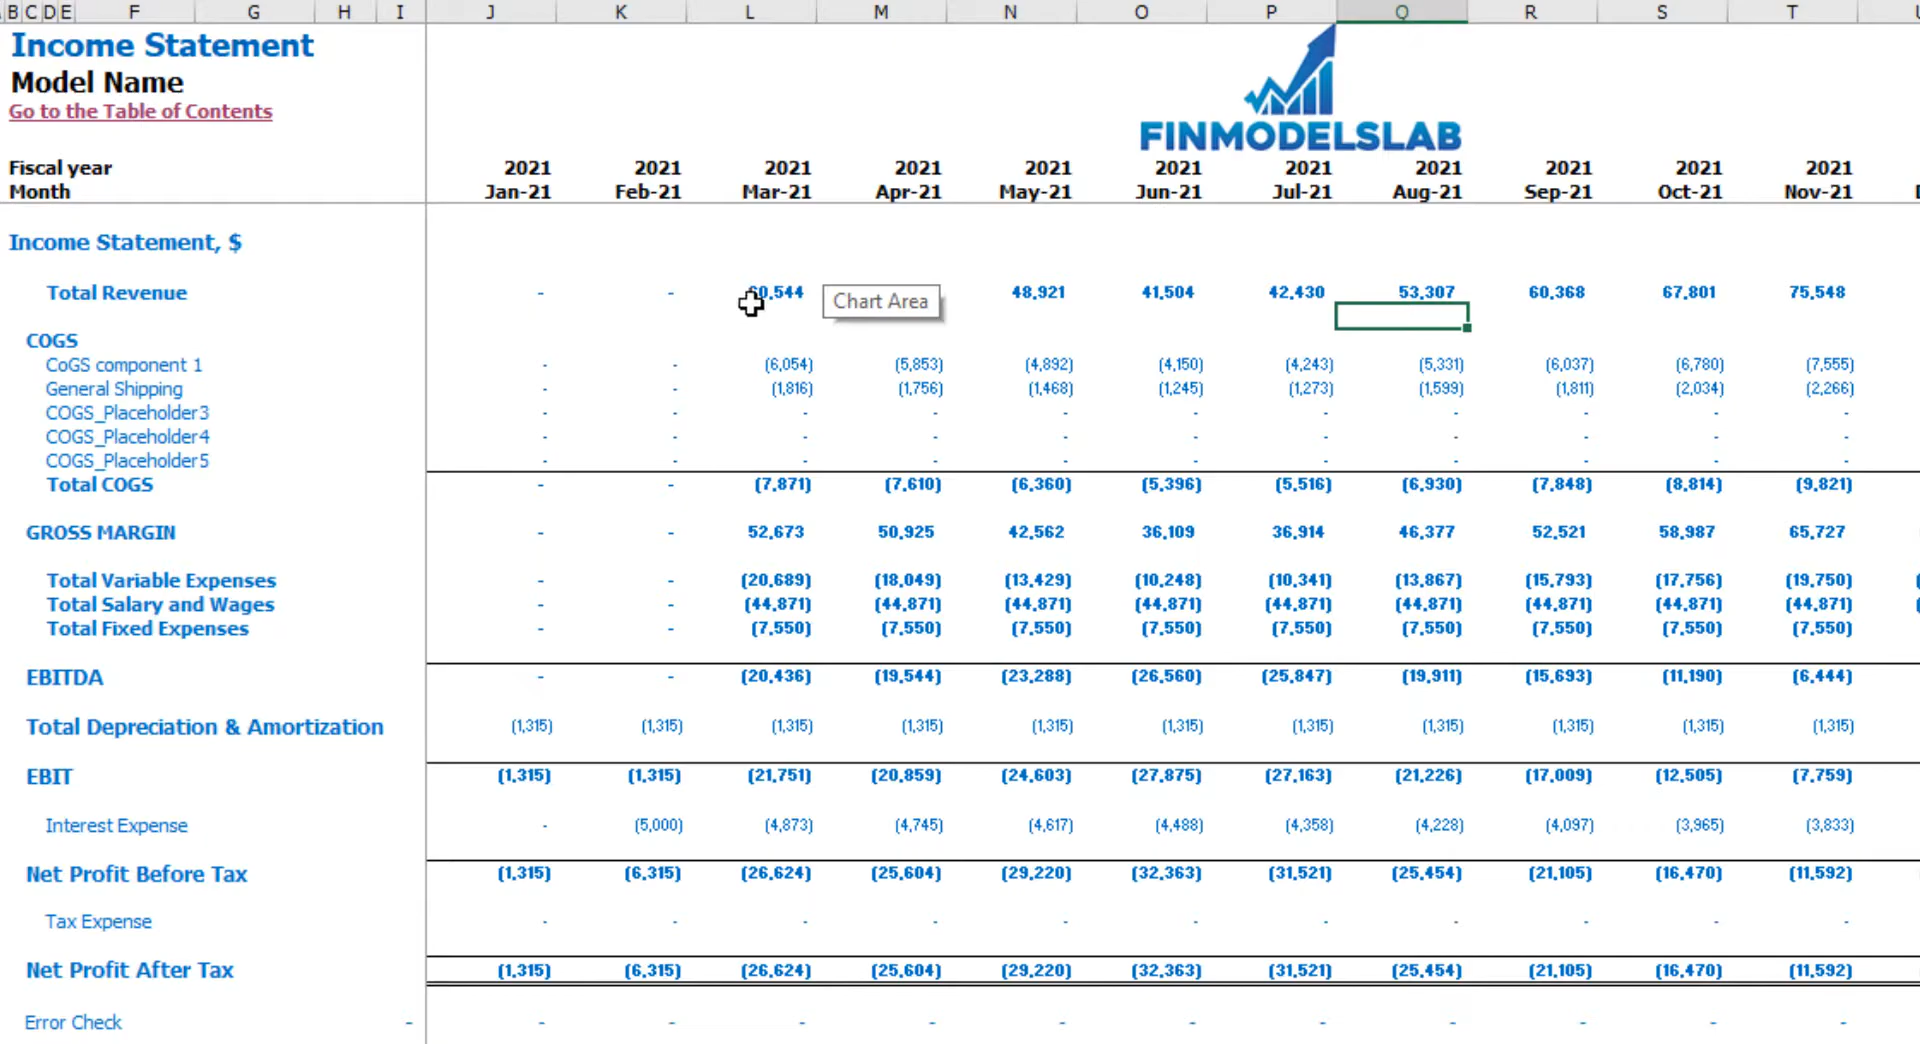 B C D E F G H I J K L M N O P Q R S T
Income Statement
Model Name
Go to the Table of Contents
FINMODELSLAB
Fiscal year 2021 2021 2021 2021 2021 2021 2021 2021 2021 2021 2021
Month Jan-21 Feb-21 Mar-21 Apr-21 May-21 Jun-21 Jul-21 Aug-21 Sep-21 Oct-21 Nov-21
Income Statement, $
Total Revenue - - Chart Area 48,921 41,504 42,430 53,307 60,368 67,801 75,548
COGS
CoGS component 1 - - (6,054) (5,853) (4,892) (4,150) (4,243) (5,331) (6,037) (6,780) (7,555)
General Shipping - - (1,816) (1,756) (1,468) (1,245) (1,273) (1,599) (1,811) (2,034) (2,266)
COGS_Placeholder3 - - - - - - - - - - -
COGS_Placeholder4 - - - - - - - - - - -
COGS_Placeholder5 - - - - - - - - - - -
Total COGS - - (7,871) (7,610) (6,360) (5,396) (5,516) (6,930) (7,848) (8,814) (9,821)
GROSS MARGIN - - 52,673 50,925 42,562 36,109 36,914 46,377 52,521 58,987 65,727
Total Variable Expenses - - (20,689) (18,049) (13,429) (10,248) (10,341) (13,867) (15,793) (17,756) (19,750)
Total Salary and Wages - - (44,871) (44,871) (44,871) (44,871) (44,871) (44,871) (44,871) (44,871) (44,871)
Total Fixed Expenses - - (7,550) (7,550) (7,550) (7,550) (7,550) (7,550) (7,550) (7,550) (7,550)
EBITDA - - (20,436) (19,544) (23,288) (26,560) (25,847) (19,911) (15,693) (11,190) (6,444)
Total Depreciation & Amortization (1,315) (1,315) (1,315) (1,315) (1,315) (1,315) (1,315) (1,315) (1,315) (1,315) (1,315)
EBIT (1,315) (1,315) (21,751) (20,859) (24,603) (27,875) (27,163) (21,226) (17,009) (12,505) (7,759)
Interest Expense - (5,000) (4,873) (4,745) (4,617) (4,488) (4,358) (4,228) (4,097) (3,965) (3,833)
Net Profit Before Tax (1,315) (6,315) (26,624) (25,604) (29,220) (32,363) (31,521) (25,454) (21,105) (16,470) (11,592)
Tax Expense - - - - - - - - - - -
Net Profit After Tax (1,315) (6,315) (26,624) (25,604) (29,220) (32,363) (31,521) (25,454) (21,105) (16,470) (11,592)
Error Check - - - - - - - - - - - -